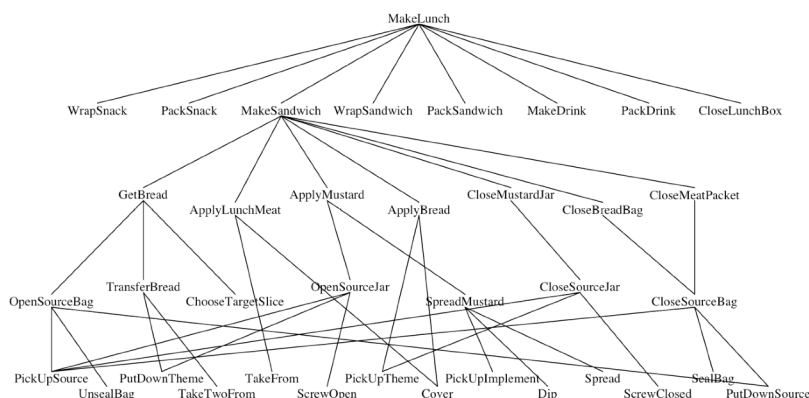 MakeLunch
WrapSnack PackSnack MakeSandwich WrapSandwich PackSandwich MakeDrink PackDrink CloseLunchBox
GetBread ApplyLunchMeat ApplyMustard ApplyBread CloseMustardJar CloseBreadBag CloseMeatPacket
OpenSourceBag TransferBread ChooseTargetSlice OpenSourceJar SpreadMustard CloseSourceJar CloseSourceBag
PickUpSource PutDownTheme TakeFrom PickUpTheme PickUpImplement Spread SealBag
UnsealBag TakeTwoFrom ScrewOpen Cover Dip ScrewClosed PutDownSource